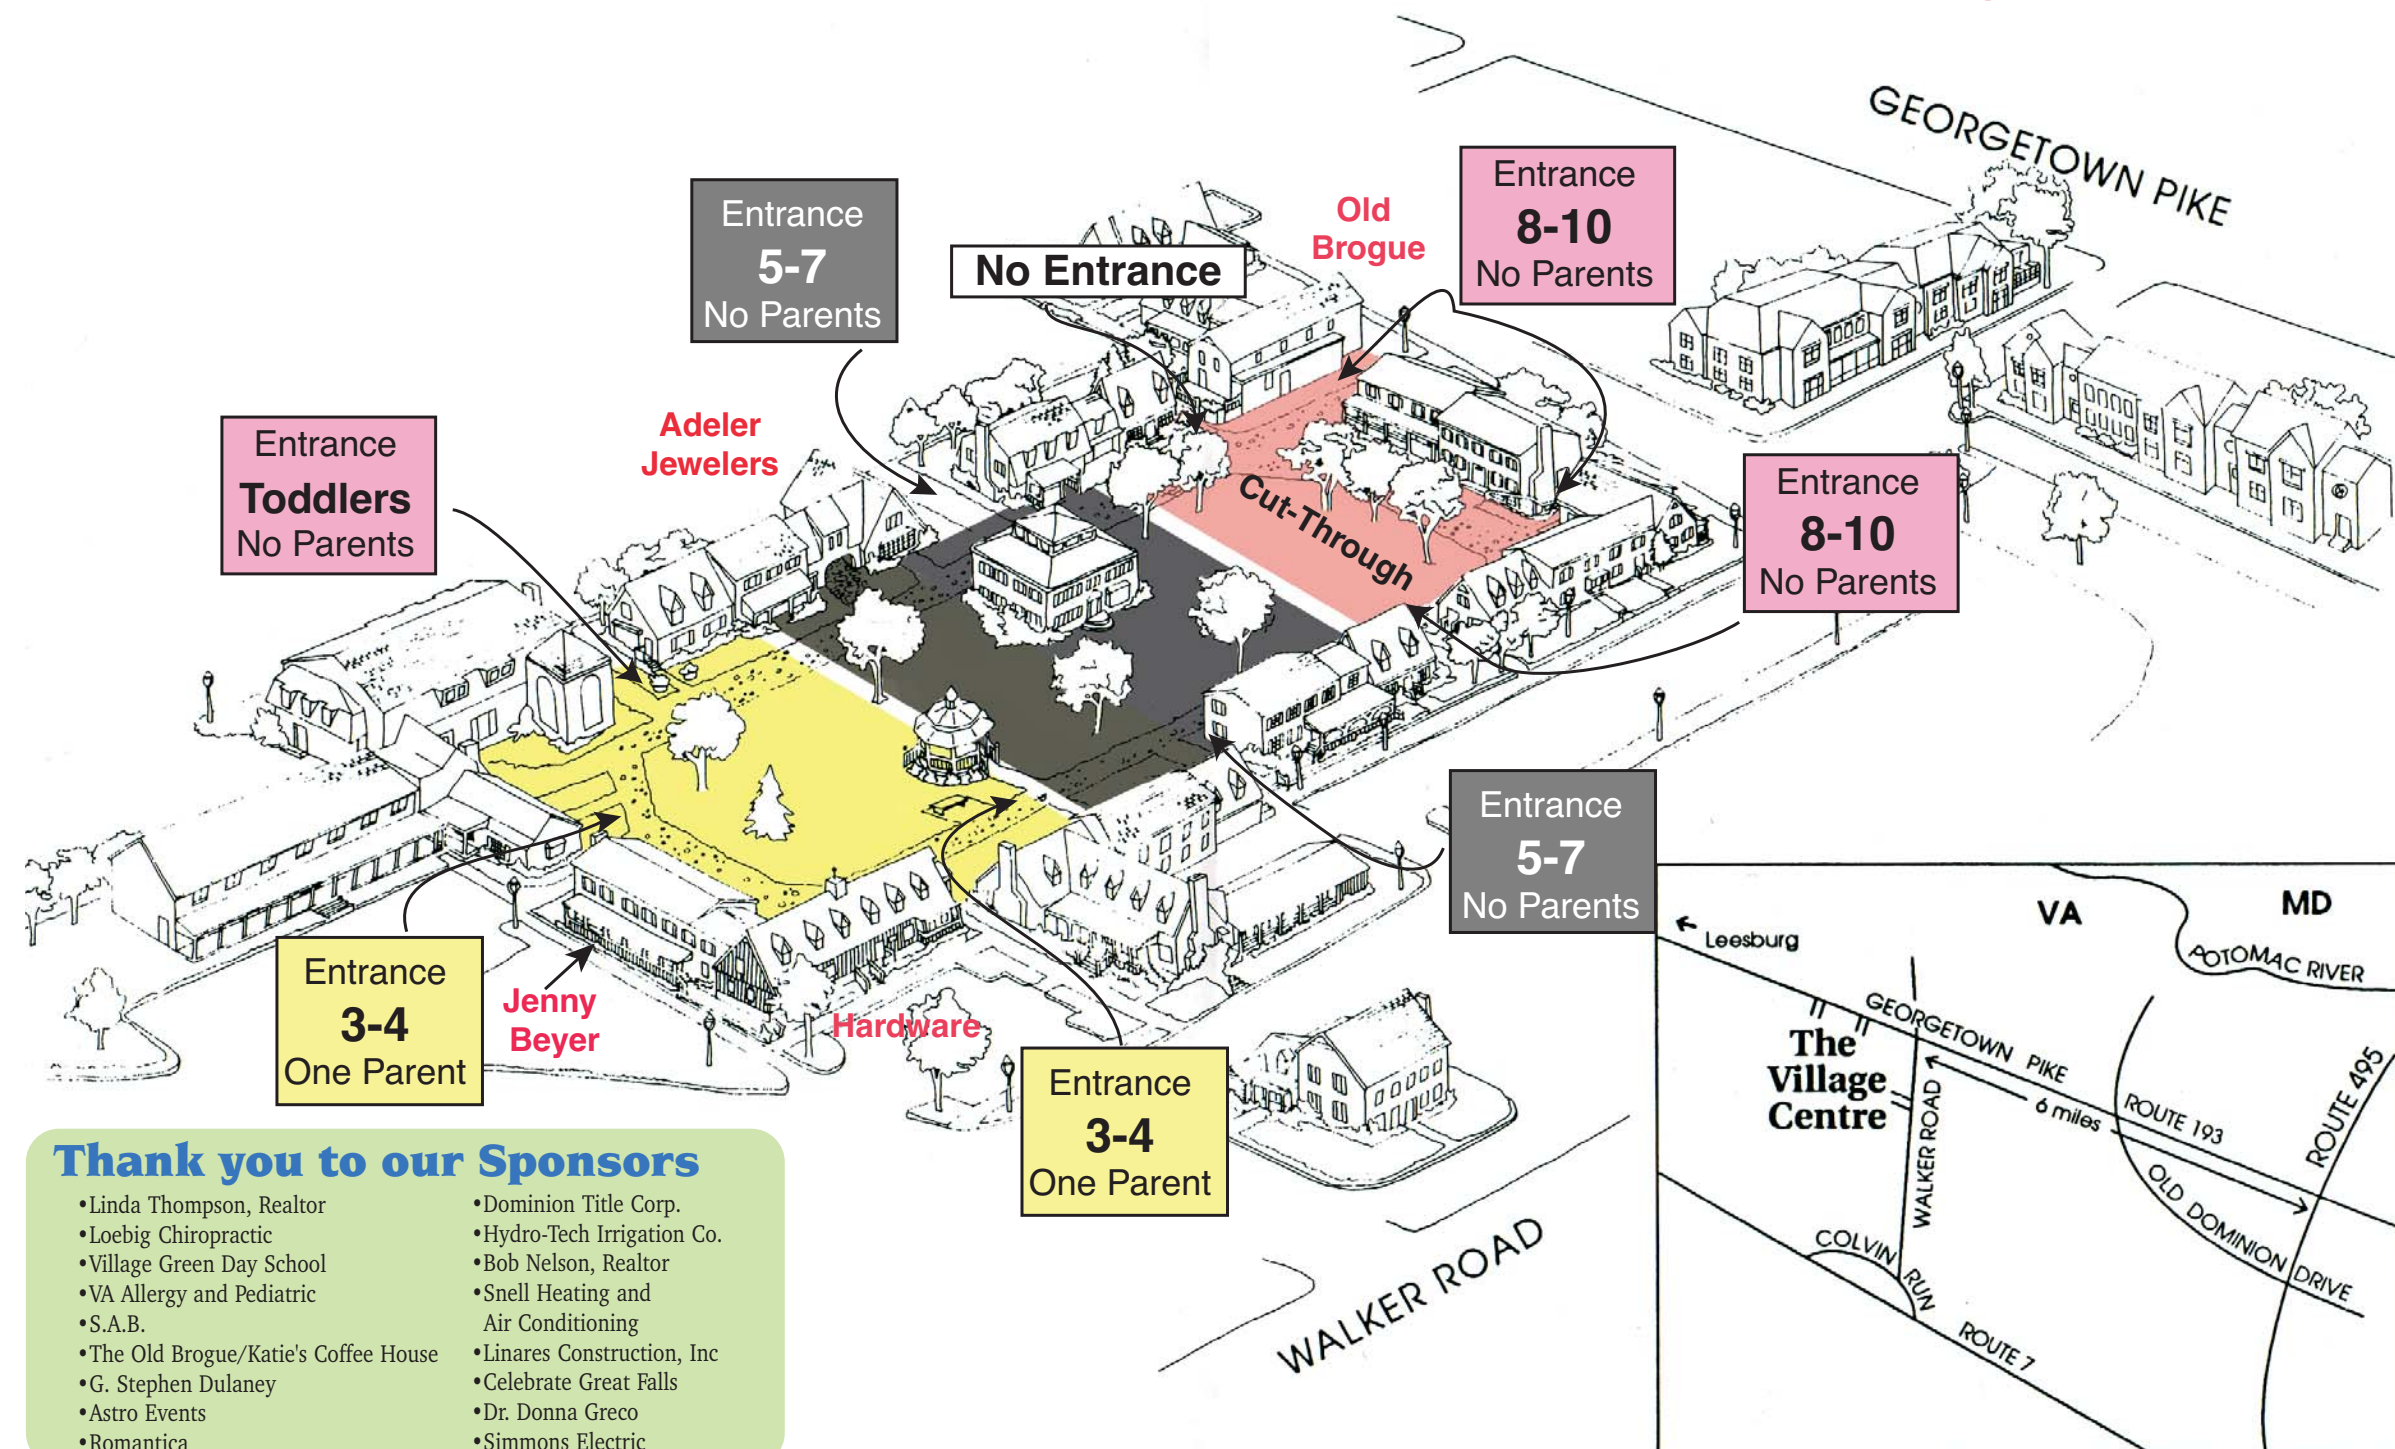 GEORGETOWN PIKE
Entrance
8-10
No Parents
Old
Brogue
Entrance
5-7
No Parents
No Entrance
Adeler
Jewelers
Entrance
Toddlers
No Parents
Cut-Through
Entrance
8-10
No Parents
Entrance
5-7
No Parents
Entrance
3-4
One Parent
Jenny
Beyer
Hardware
Entrance
3-4
One Parent
WALKER ROAD
VA
MD
Leesburg
POTOMAC RIVER
GEORGETOWN PIKE
The
Village
Centre
WALKER ROAD
6 miles
ROUTE 193
ROUTE 495
OLD DOMINION DRIVE
COLVIN RUN
ROUTE 7
Thank you to our Sponsors
•Linda Thompson, Realtor
•Loebig Chiropractic
•Village Green Day School
•VA Allergy and Pediatric
•S.A.B.
•The Old Brogue/Katie's Coffee House
•G. Stephen Dulaney
•Astro Events
•Romantica
•Dominion Title Corp.
•Hydro-Tech Irrigation Co.
•Bob Nelson, Realtor
•Snell Heating and
Air Conditioning
•Linares Construction, Inc
•Celebrate Great Falls
•Dr. Donna Greco
•Simmons Electric